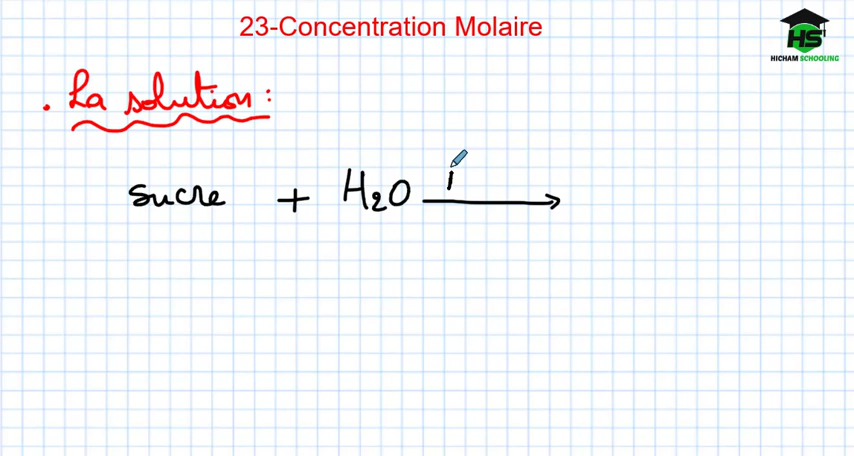 23-Concentration Molaire
HS
HICHAM SCHOOLING
. La solution :
sucre + H₂O →